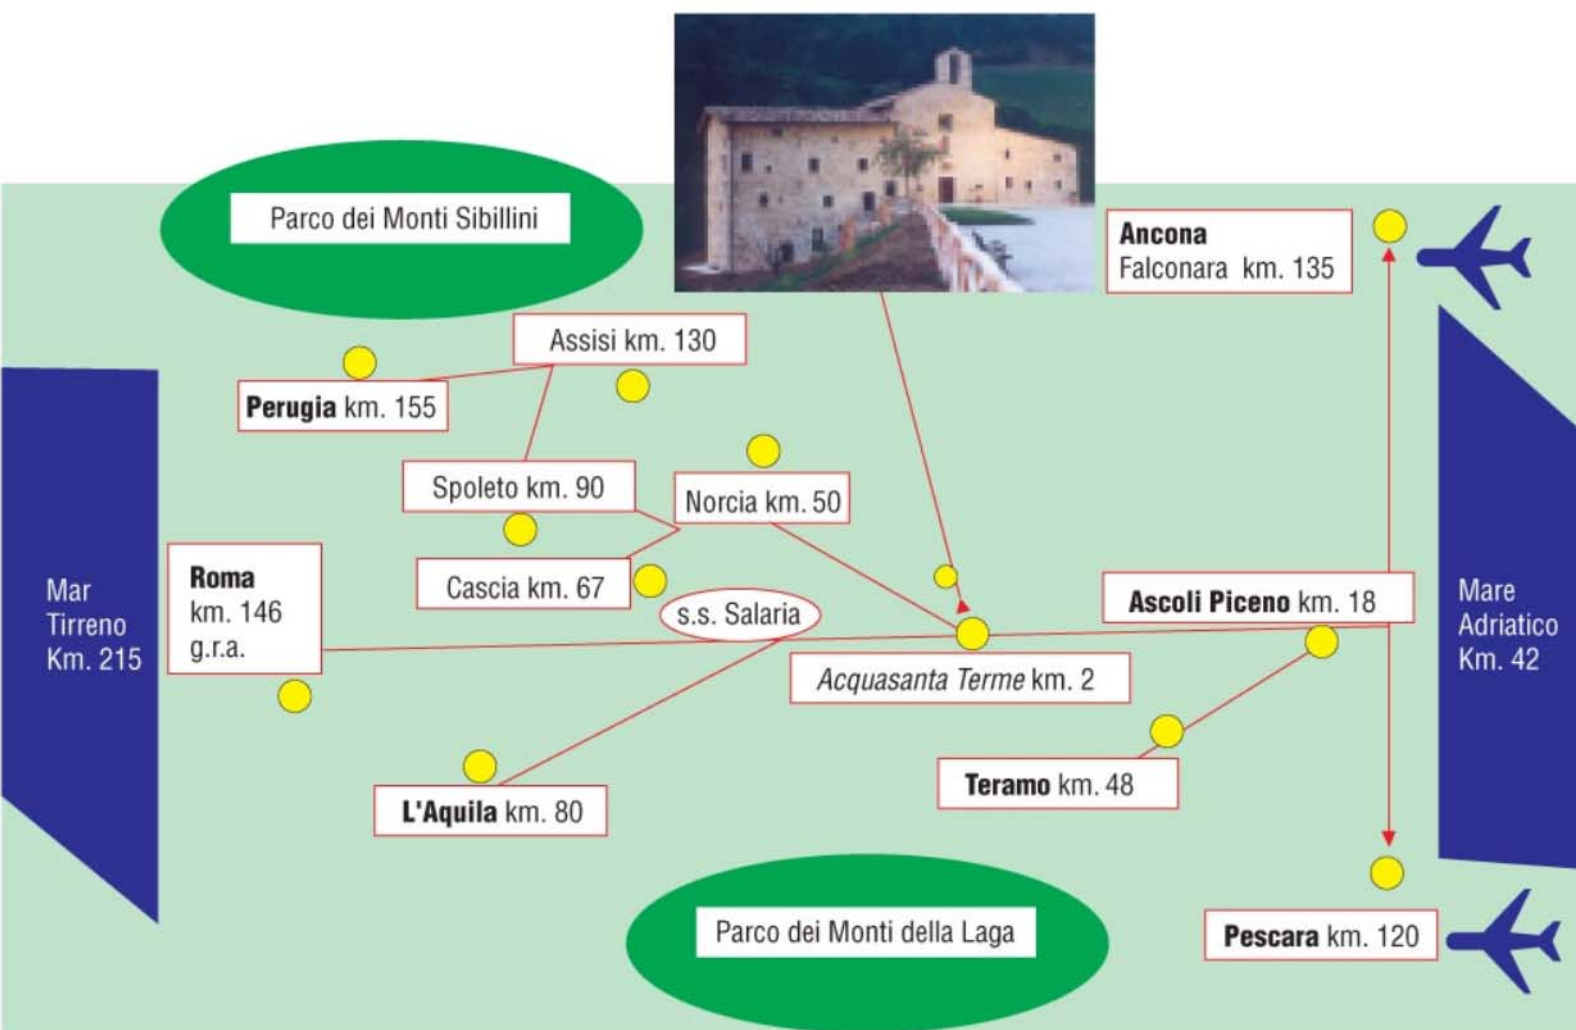 Parco dei Monti Sibillini
Ancona
Falconara km. 135
Assisi km. 130
Perugia km. 155
Spoleto km. 90
Norcia km. 50
Roma
km. 146
g.r.a.
Cascia km. 67
s.s. Salaria
Ascoli Piceno km. 18
Mar
Tirreno
Km. 215
Mare
Adriatico
Km. 42
Acquasanta Terme km. 2
L'Aquila km. 80
Teramo km. 48
Parco dei Monti della Laga
Pescara km. 120